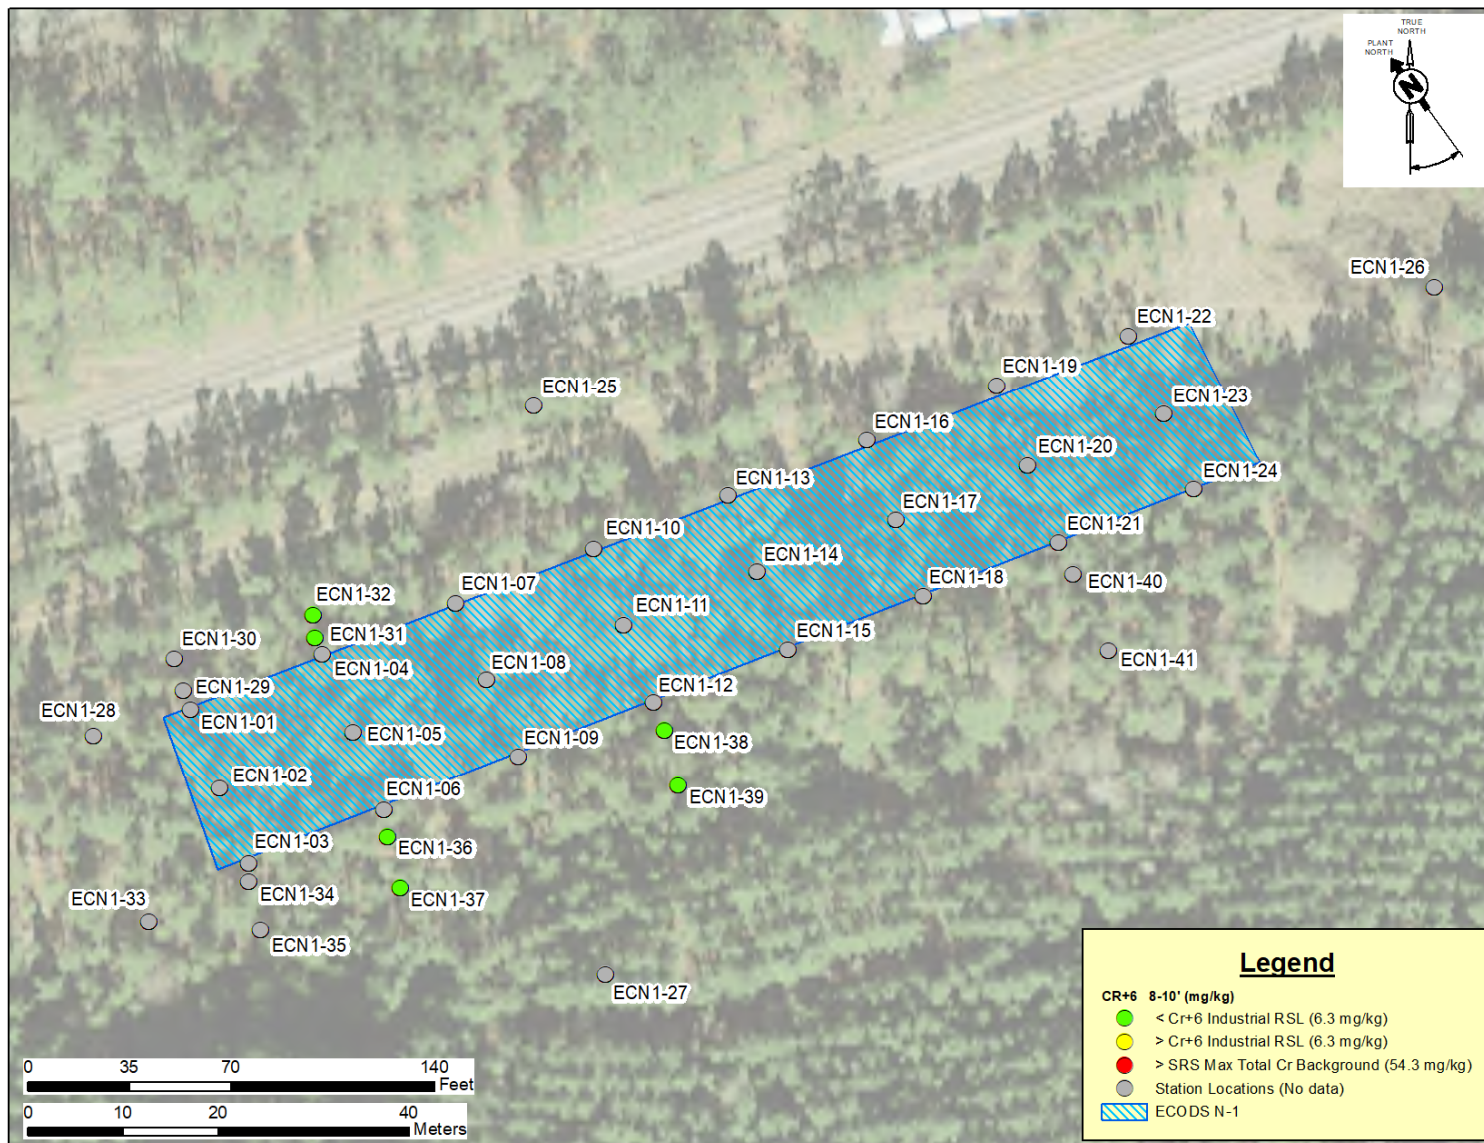 TRUE
NORTH
PLANT
NORTH
N
ECN1-26
ECN1-22
ECN1-19
ECN1-25
ECN1-23
ECN1-16
ECN1-20
ECN1-24
ECN1-13
ECN1-17
ECN1-10
ECN1-21
ECN1-14
ECN1-40
ECN1-07
ECN1-18
ECN1-32
ECN1-11
ECN1-31
ECN1-30
ECN1-15
ECN1-41
ECN1-04
ECN1-08
ECN1-29
ECN1-12
ECN1-28
ECN1-01
ECN1-05
ECN1-09
ECN1-38
ECN1-02
ECN1-06
ECN1-39
ECN1-03
ECN1-36
ECN1-34
ECN1-37
ECN1-33
ECN1-35
ECN1-27
Legend
CR+6 8-10' (mg/kg)
< Cr+6 Industrial RSL (6.3 mg/kg)
> Cr+6 Industrial RSL (6.3 mg/kg)
> SRS Max Total Cr Background (54.3 mg/kg)
Station Locations (No data)
ECODS N-1
0 35 70 140
Feet
0 10 20 40
Meters